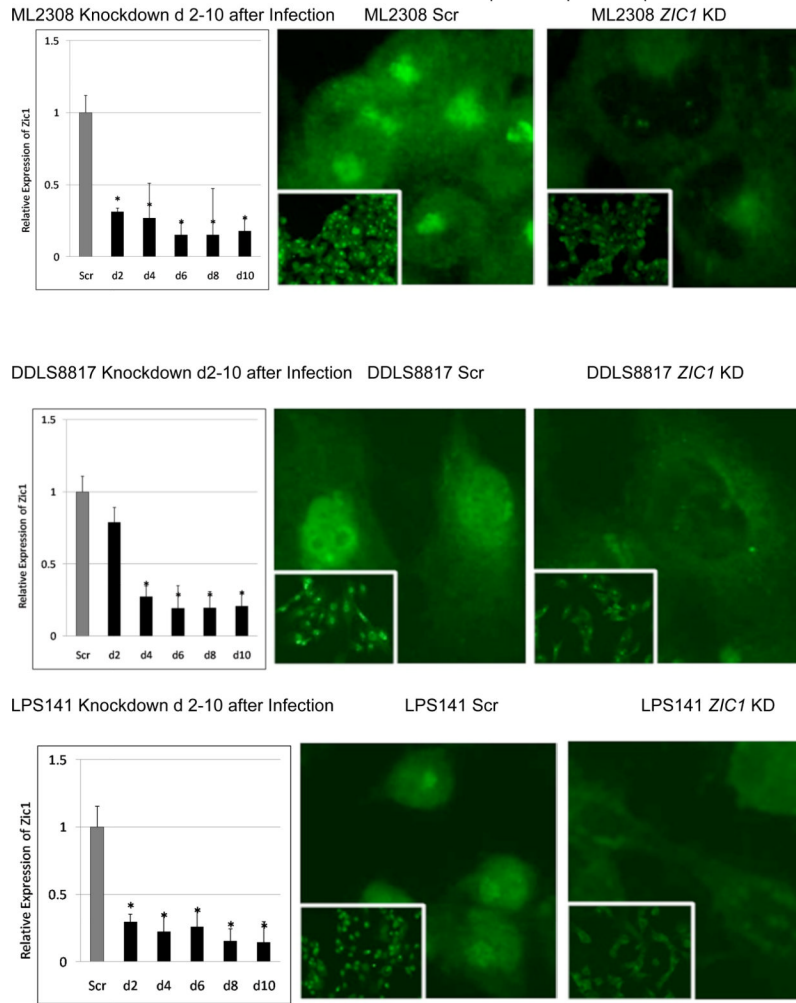 ML2308 Knockdown d 2-10 after Infection ML2308 Scr ML2308 ZIC1 KD
Relative Expression of Zic1
1.5
1
0.5
0
* * * * *
Scr d2 d4 d6 d8 d10
DDLS8817 Knockdown d2-10 after Infection DDLS8817 Scr DDLS8817 ZIC1 KD
Relative Expression of Zic1
1.5
1
0.5
0
* * * *
Scr d2 d4 d6 d8 d10
LPS141 Knockdown d 2-10 after Infection LPS141 Scr LPS141 ZIC1 KD
Relative Expression of Zic1
1.5
1
0.5
0
* * * * *
Scr d2 d4 d6 d8 d10